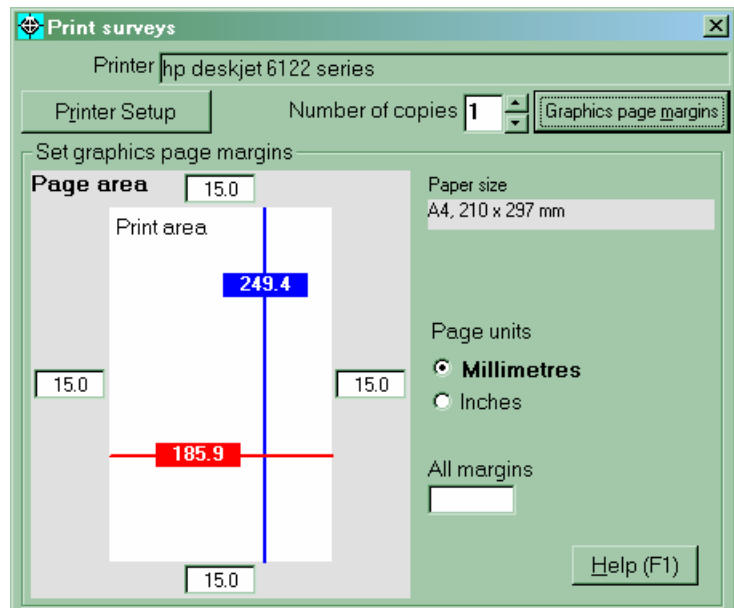 Print surveys
Printer hp deskjet 6122 series
Printer Setup Number of copies 1 Graphics page margins
Set graphics page margins
Page area 15.0
Paper size
A4, 210 x 297 mm
Print area
249.4
Page units
Millimetres
15.0 15.0
Inches
185.9
All margins
Help (F1)
15.0